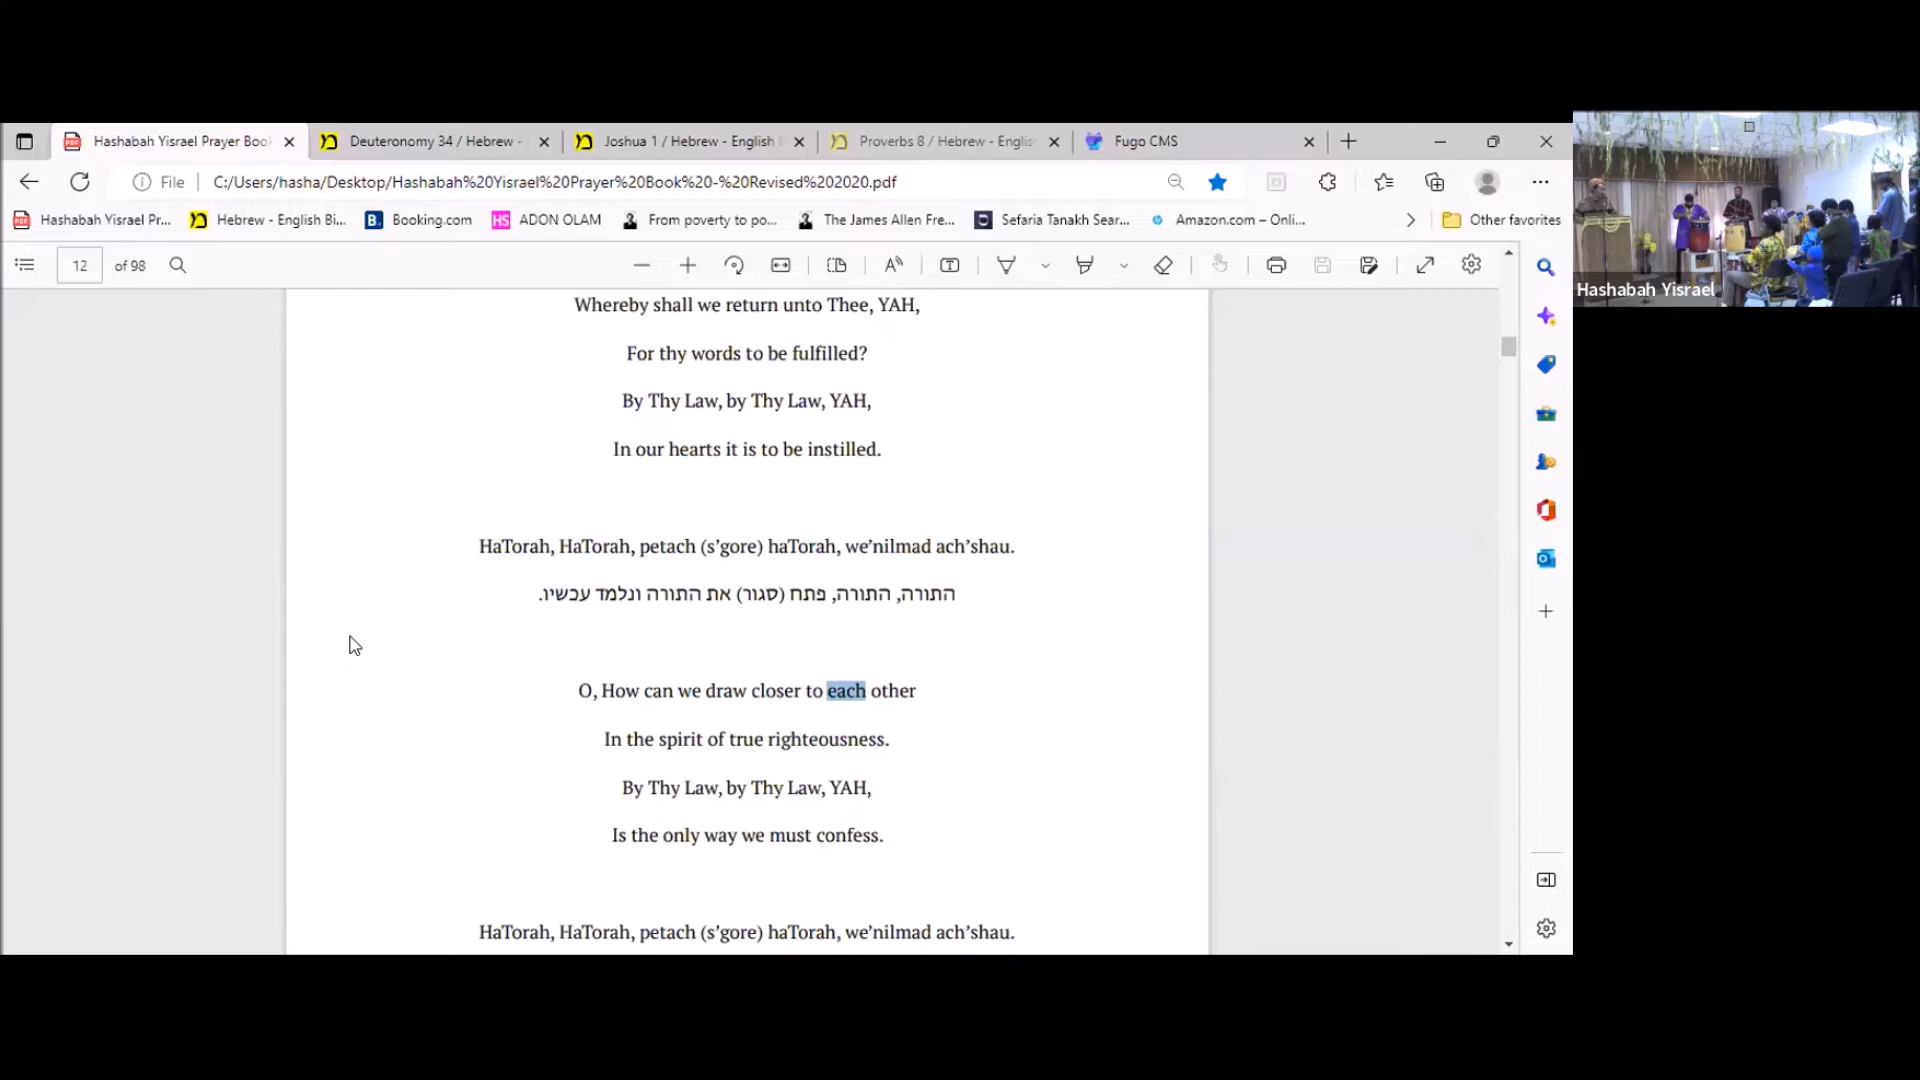 Hashabah Yisrael Prayer Boo
Deuteronomy 34 / Hebrew -
Joshua 1 / Hebrew - English
Proverbs 8 / Hebrew - Englis
Fugo CMS
File
C:/Users/hasha/Desktop/Hashabah%20Yisrael%20Prayer%20Book%20-%20Revised%202020.pdf
Hashabah Yisrael Pr...
Hebrew - English Bi...
Booking.com
ADON OLAM
From poverty to po...
The James Allen Fre...
Sefaria Tanakh Sear...
Amazon.com – Onli...
Other favorites
12 of 98
Whereby shall we return unto Thee, YAH,
For thy words to be fulfilled?
By Thy Law, by Thy Law, YAH,
In our hearts it is to be instilled.
HaTorah, HaTorah, petach (s’gore) haTorah, we’nilmad ach’shau.
התורה, התורה, פתח (סגור) את התורה ונלמד עכשיו.
O, How can we draw closer to each other
In the spirit of true righteousness.
By Thy Law, by Thy Law, YAH,
Is the only way we must confess.
HaTorah, HaTorah, petach (s’gore) haTorah, we’nilmad ach’shau.
Hashabah Yisrael